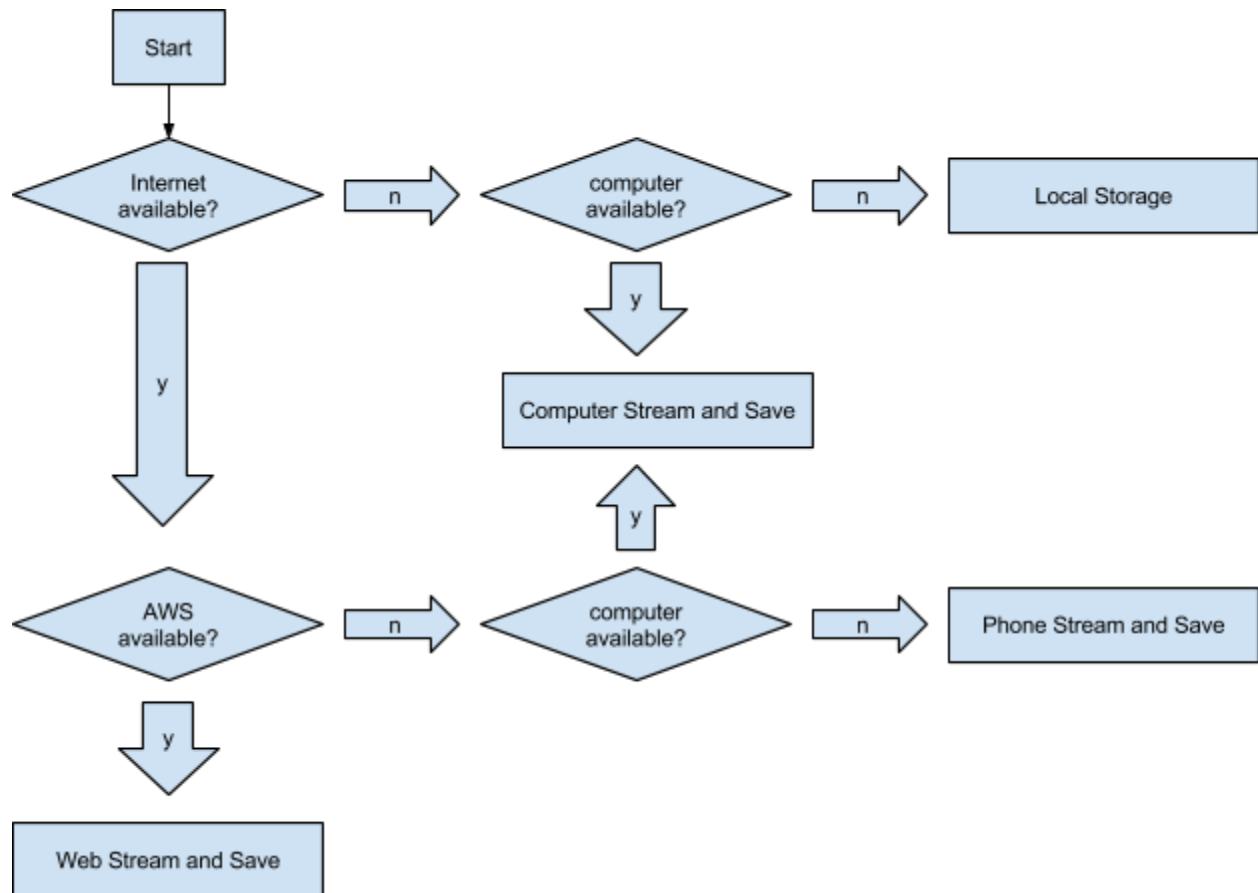 Start
Internet
available?
n
computer
available?
n
Local Storage
y
y
Computer Stream and Save
y
AWS
available?
n
computer
available?
n
Phone Stream and Save
y
Web Stream and Save